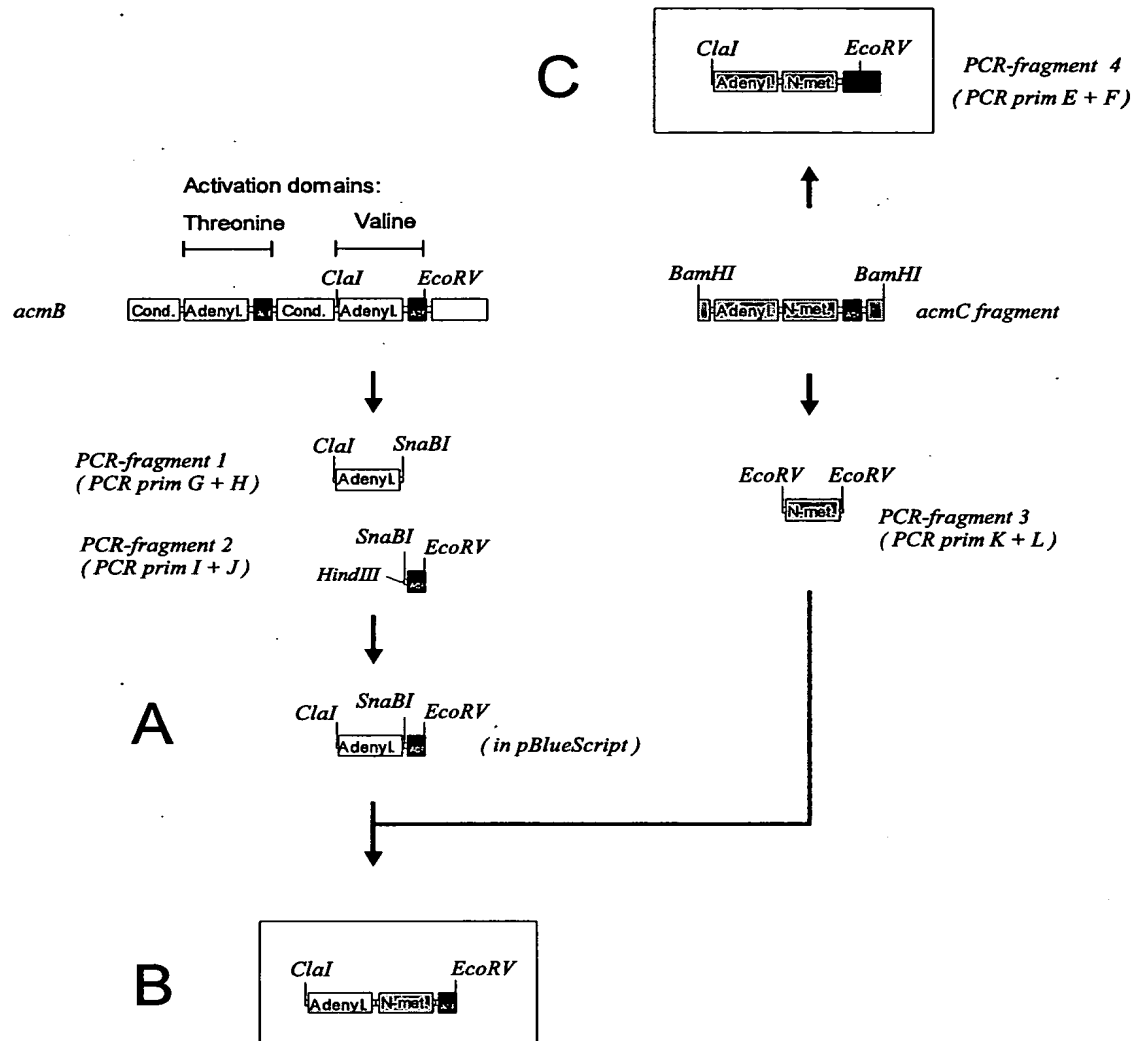 C
ClaI
EcoRV
Adenyl.
N-met.
PCR-fragment 4
( PCR prim E + F )
Activation domains:
Threonine
Valine
ClaI
EcoRV
acmB
Cond.
Adenyl.
Cond.
Adenyl.
BamHI
BamHI
Adenyl.
N-met.
acmC fragment
PCR-fragment 1
( PCR prim G + H )
ClaI
SnaBI
Adenyl.
PCR-fragment 2
( PCR prim I + J )
SnaBI
EcoRV
HindIII
EcoRV
EcoRV
N-met.
PCR-fragment 3
( PCR prim K + L )
A
ClaI
SnaBI
EcoRV
Adenyl.
( in pBlueScript )
B
ClaI
EcoRV
Adenyl.
N-met.